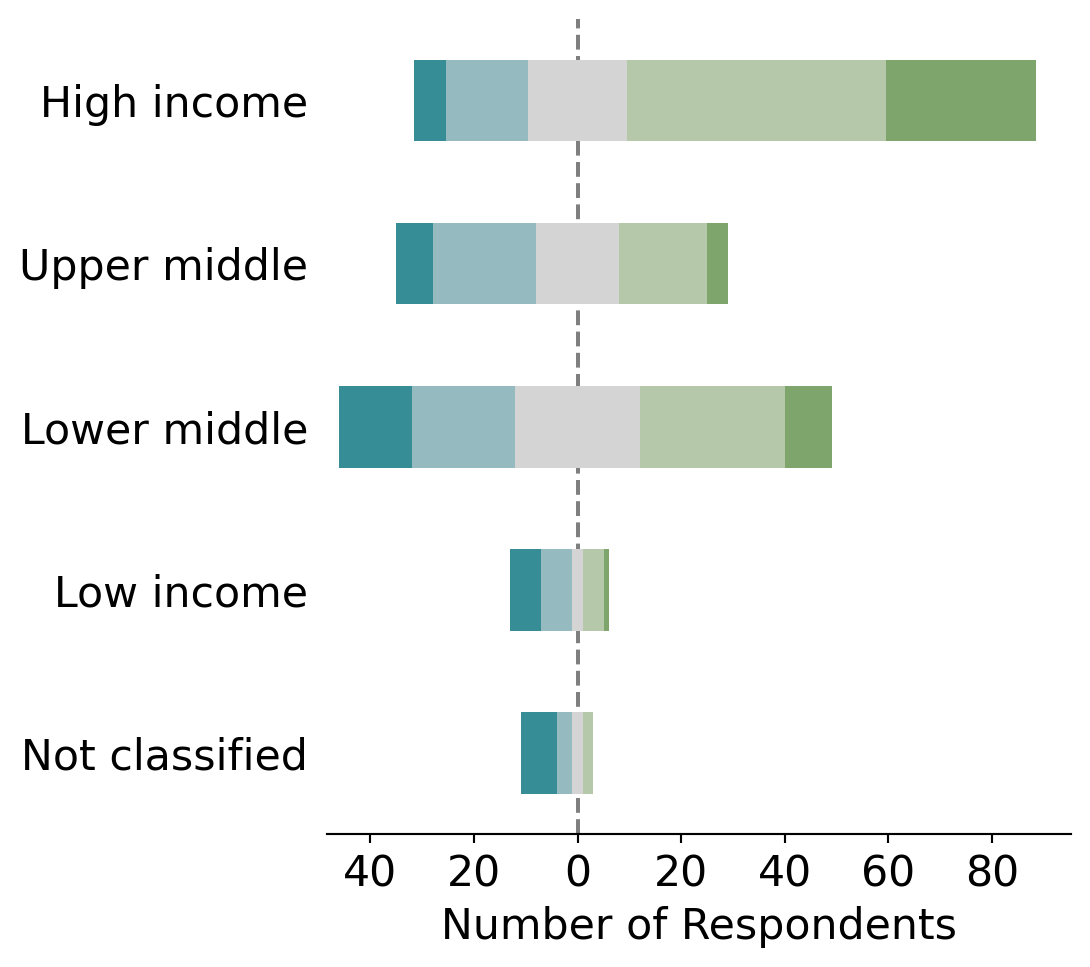 High income
Upper middle
Lower middle
Low income
Not classified
40 20 0 20 40 60 80
Number of Respondents